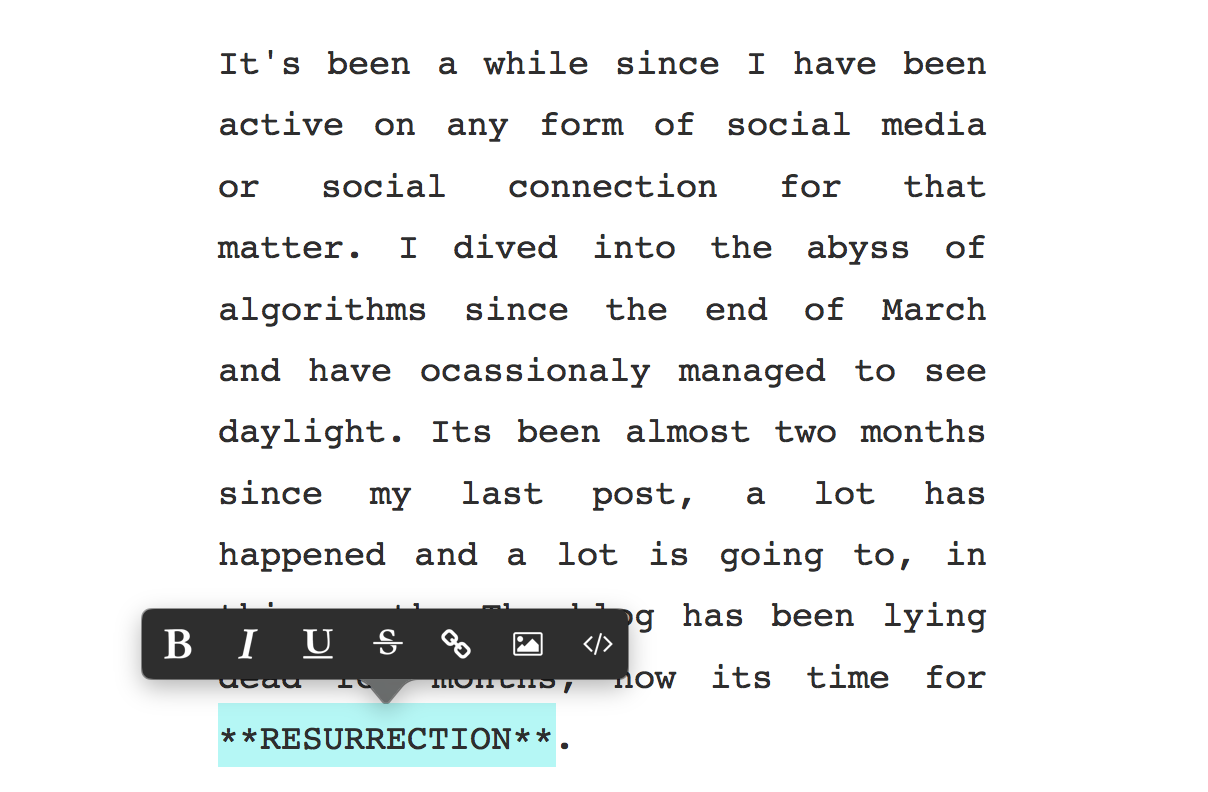 It's been a while since I have been
active on any form of social media
or social connection for that
matter. I dived into the abyss of
algorithms since the end of March
and have ocassionaly managed to see
daylight. Its been almost two months
since my last post, a lot has
happened and a lot is going to, in
The blog has been lying
dead for months, now its time for
**RESURRECTION**.
B I U S </>